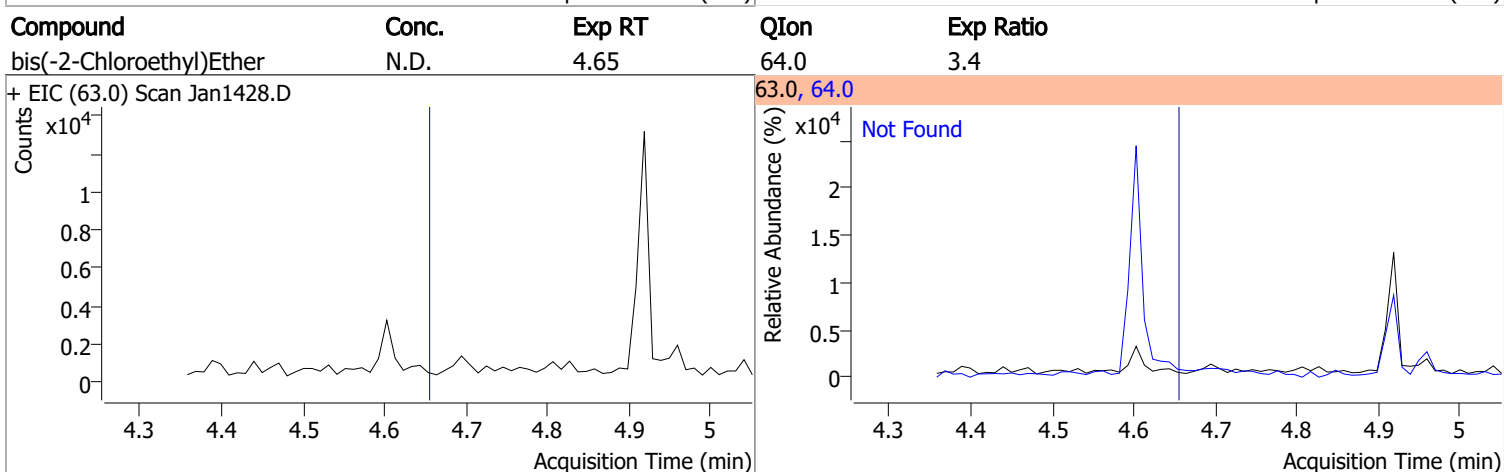 Compound Conc. Exp RT QIon Exp Ratio
bis(-2-Chloroethyl)Ether N.D. 4.65 64.0 3.4
+ EIC (63.0) Scan Jan1428.D
Counts
x10⁴
1
0.8
0.6
0.4
0.2
0
4.3 4.4 4.5 4.6 4.7 4.8 4.9 5
Acquisition Time (min)
63.0, 64.0
Relative Abundance (%)
x10⁴
Not Found
2
1.5
1
0.5
0
4.3 4.4 4.5 4.6 4.7 4.8 4.9 5
Acquisition Time (min)